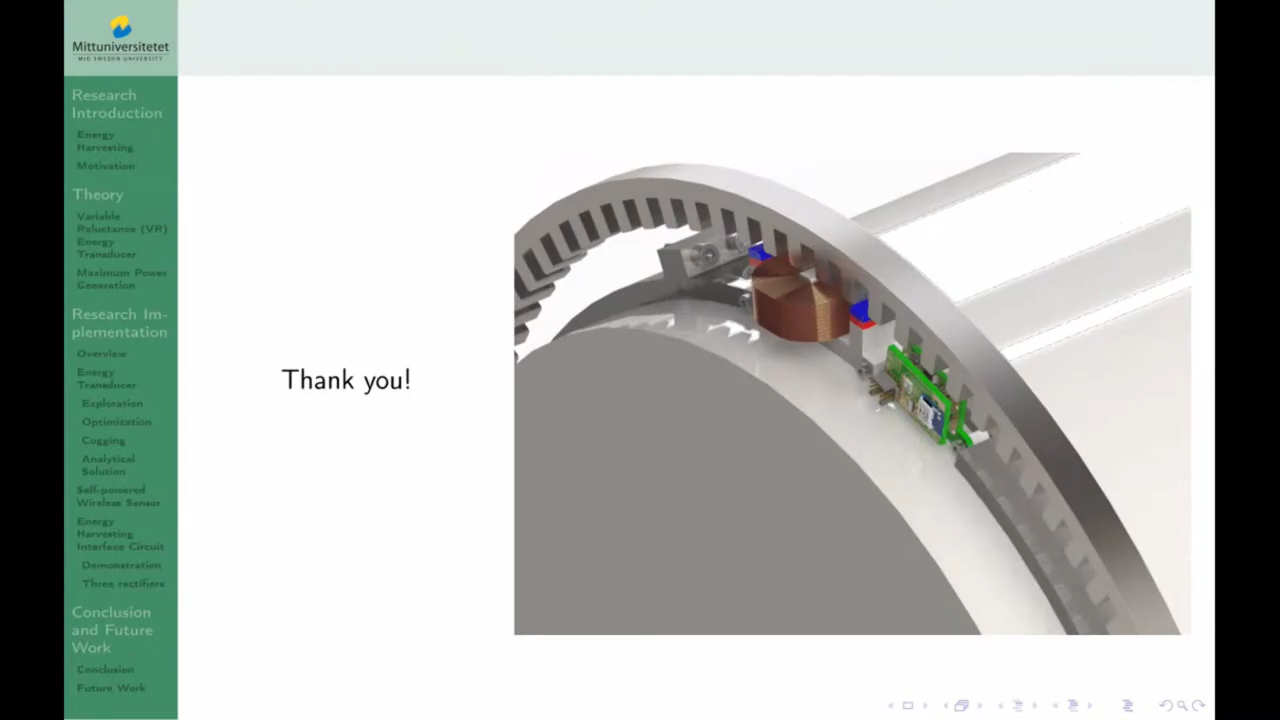 Mittuniversitetet
MID SWEDEN UNIVERSITY
Research
Introduction
Energy
Harvesting
Motivation
Theory
Variable
Reluctance (VR)
Energy
Transducer
Maximum Power
Generation
Research Im-
plementation
Overview
Energy
Transducer
Exploration
Optimization
Cogging
Analytical
Solution
Self-powered
Wireless Sensor
Energy
Harvesting
Interface Circuit
Demonstration
Three rectifiers
Conclusion
and Future
Work
Conclusion
Future Work
Thank you!